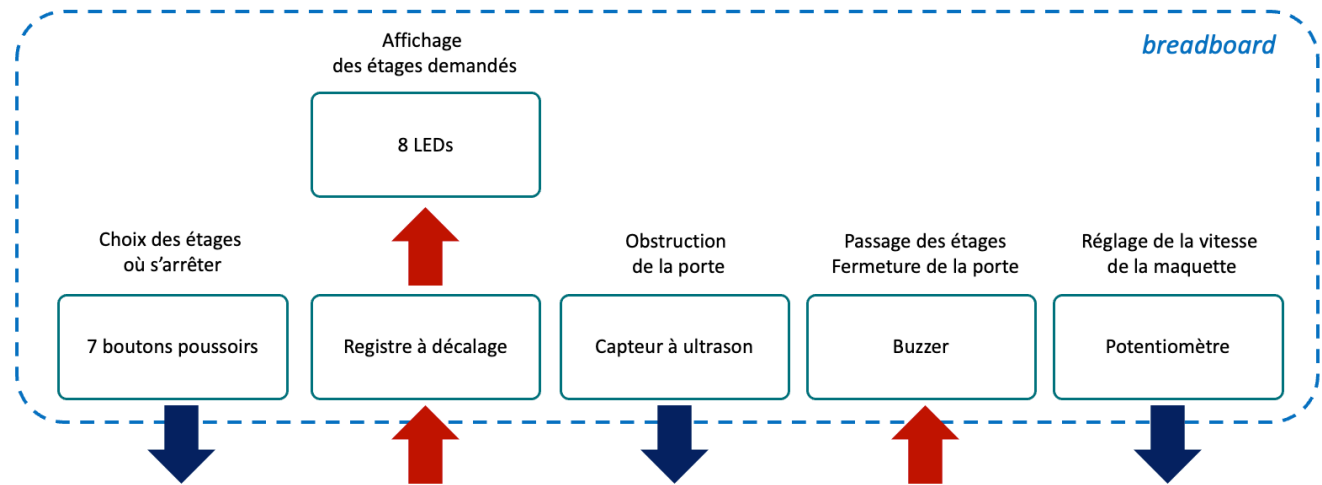 breadboard
Affichage
des étages demandés
8 LEDs
Choix des étages
où s’arrêter
Obstruction
de la porte
Passage des étages
Fermeture de la porte
Réglage de la vitesse
de la maquette
7 boutons poussoirs
Registre à décalage
Capteur à ultrason
Buzzer
Potentiomètre